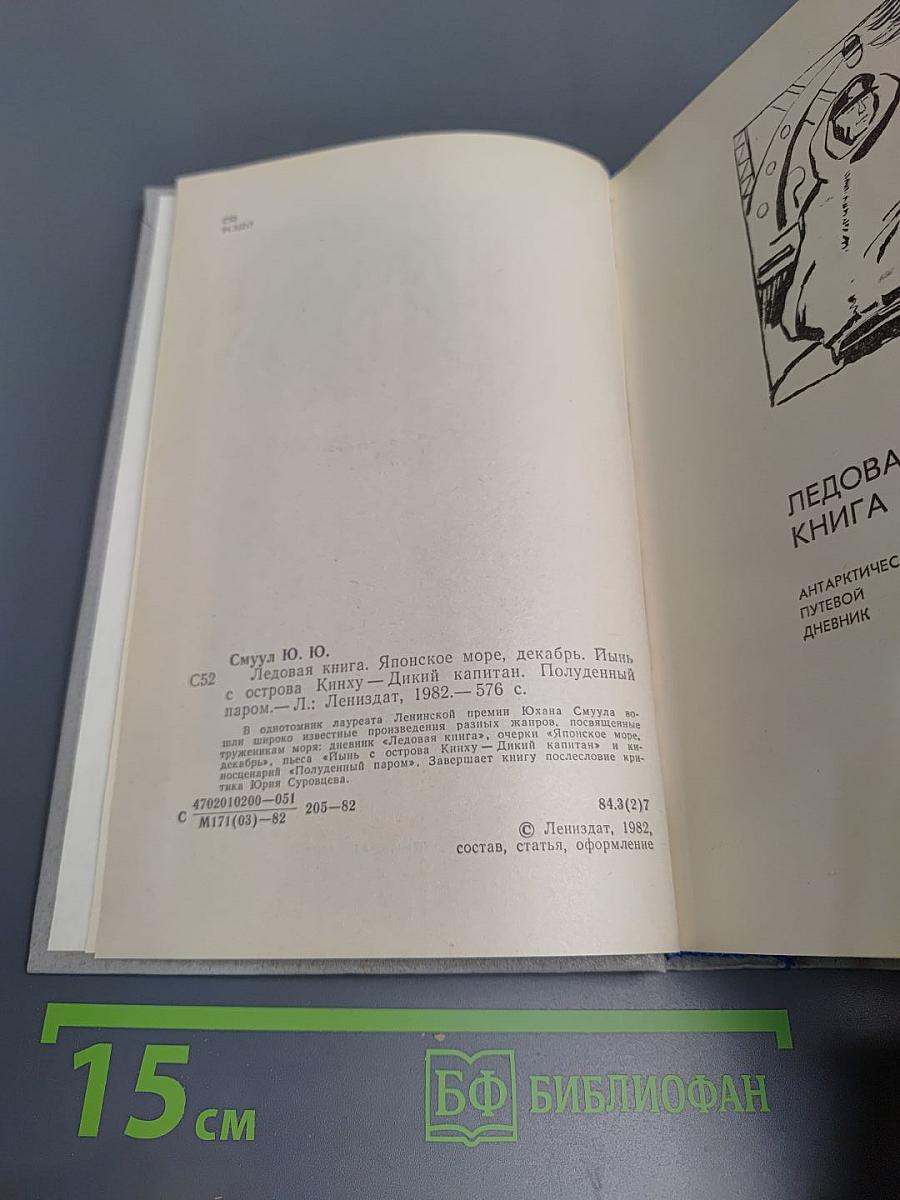 Смуул Ю. Ю.
С52 Ледовая книга. Японское море, декабрь. Йынь
с острова Кинху — Дикий капитан. Полуденный
паром.— Л.: Лениздат, 1982.— 576 с.
В однотомник лауреата Ленинской премии Юхана Смуула во-
шли широко известные произведения разных жанров, посвященные
труженикам моря: дневник «Ледовая книга», очерки «Японское море,
декабрь», пьеса «Йынь с острова Кинху — Дикий капитан» и ки-
носценарий «Полуденный паром». Завершает книгу послесловие кри-
тика Юрия Суровцева.
С 4702010200—051
М171(03)—82 205—82
84.3(2)7
© Лениздат, 1982,
состав, статья, оформление
ЛЕДОВА
КНИГА
АНТАРКТИЧЕС
ПУТЕВОЙ
ДНЕВНИК
15 см
БФ БИБЛИОФАН